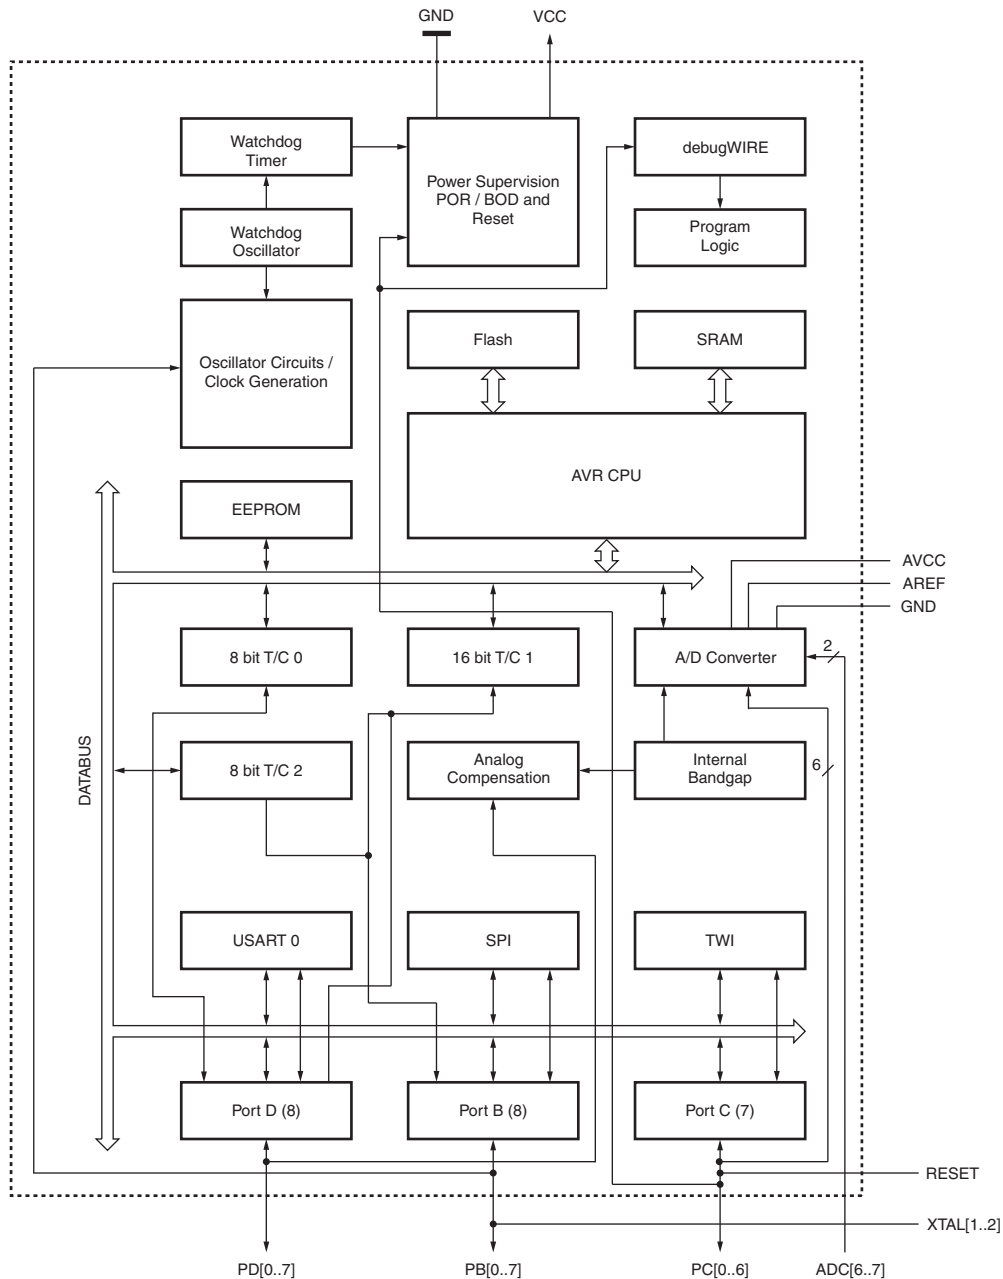 GND
VCC
Watchdog
Timer
Power Supervision
POR / BOD and
Reset
debugWIRE
Watchdog
Oscillator
Program
Logic
Oscillator Circuits /
Clock Generation
Flash
SRAM
AVR CPU
EEPROM
AVCC
AREF
GND
8 bit T/C 0
16 bit T/C 1
A/D Converter
2
DATABUS
8 bit T/C 2
Analog
Compensation
Internal
Bandgap
6
USART 0
SPI
TWI
Port D (8)
Port B (8)
Port C (7)
RESET
XTAL[1..2]
PD[0..7]
PB[0..7]
PC[0..6]
ADC[6..7]